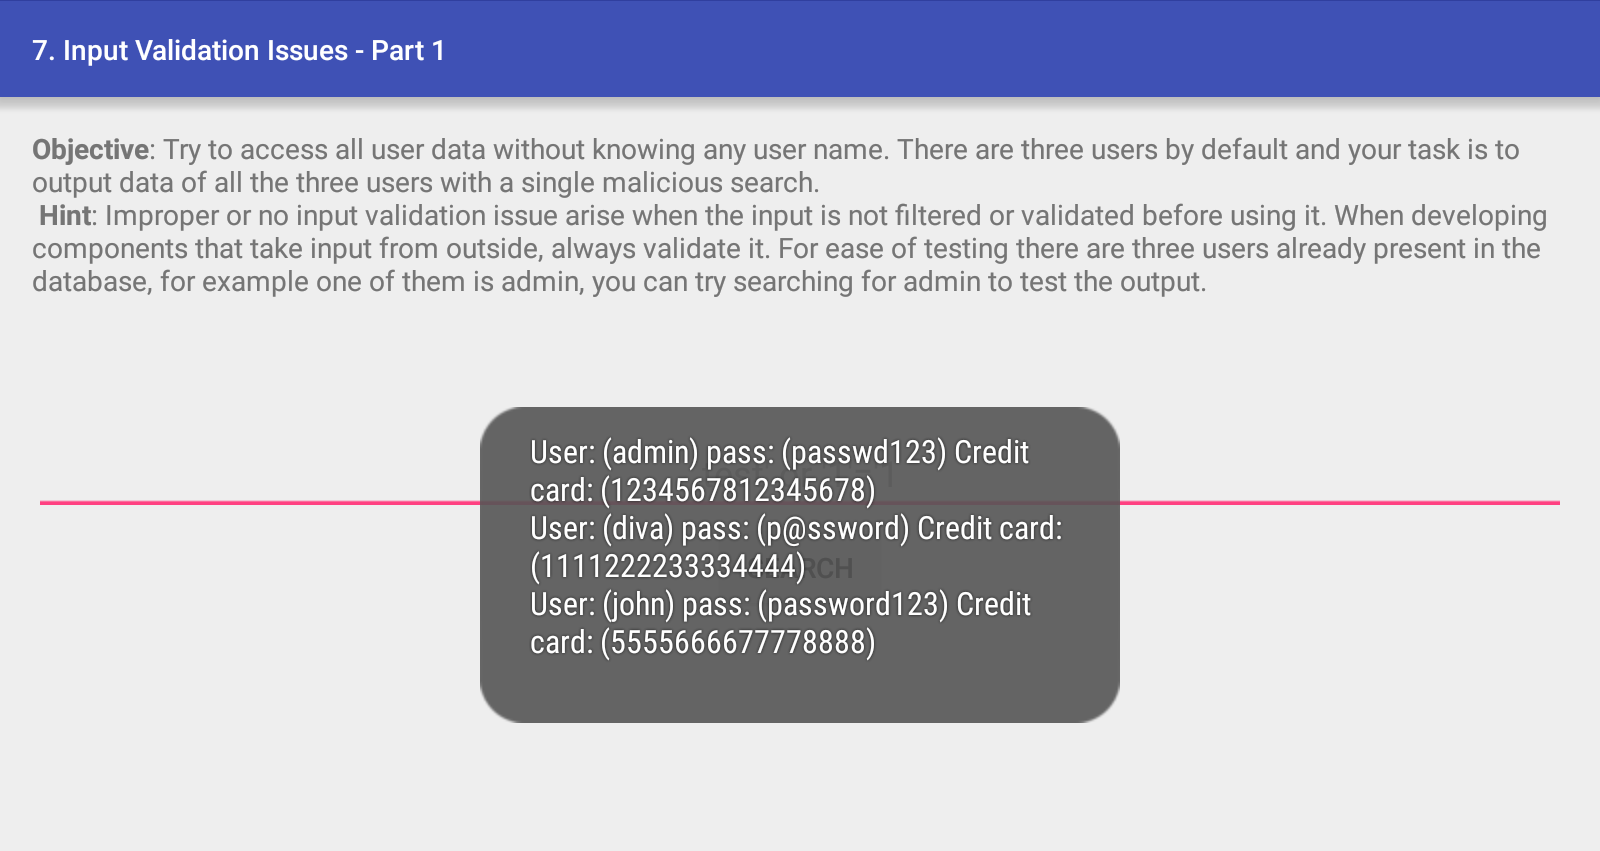 7. Input Validation Issues - Part 1
Objective: Try to access all user data without knowing any user name. There are three users by default and your task is to
output data of all the three users with a single malicious search.
Hint: Improper or no input validation issue arise when the input is not filtered or validated before using it. When developing
components that take input from outside, always validate it. For ease of testing there are three users already present in the
database, for example one of them is admin, you can try searching for admin to test the output.
User: (admin) pass: (passwd123) Credit
card: (1234567812345678)
User: (diva) pass: (p@ssword) Credit card:
(1111222233334444)
User: (john) pass: (password123) Credit
card: (5555666677778888)